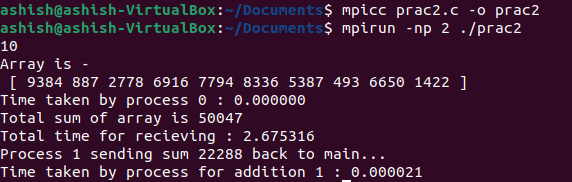 ashish@ashish-VirtualBox:~/Documents$ mpicc prac2.c -o prac2
ashish@ashish-VirtualBox:~/Documents$ mpirun -np 2 ./prac2
10
Array is -
[ 9384 887 2778 6916 7794 8336 5387 493 6650 1422 ]
Time taken by process 0 : 0.000000
Total sum of array is 50047
Total time for recieving : 2.675316
Process 1 sending sum 22288 back to main...
Time taken by process for addition 1 : 0.000021